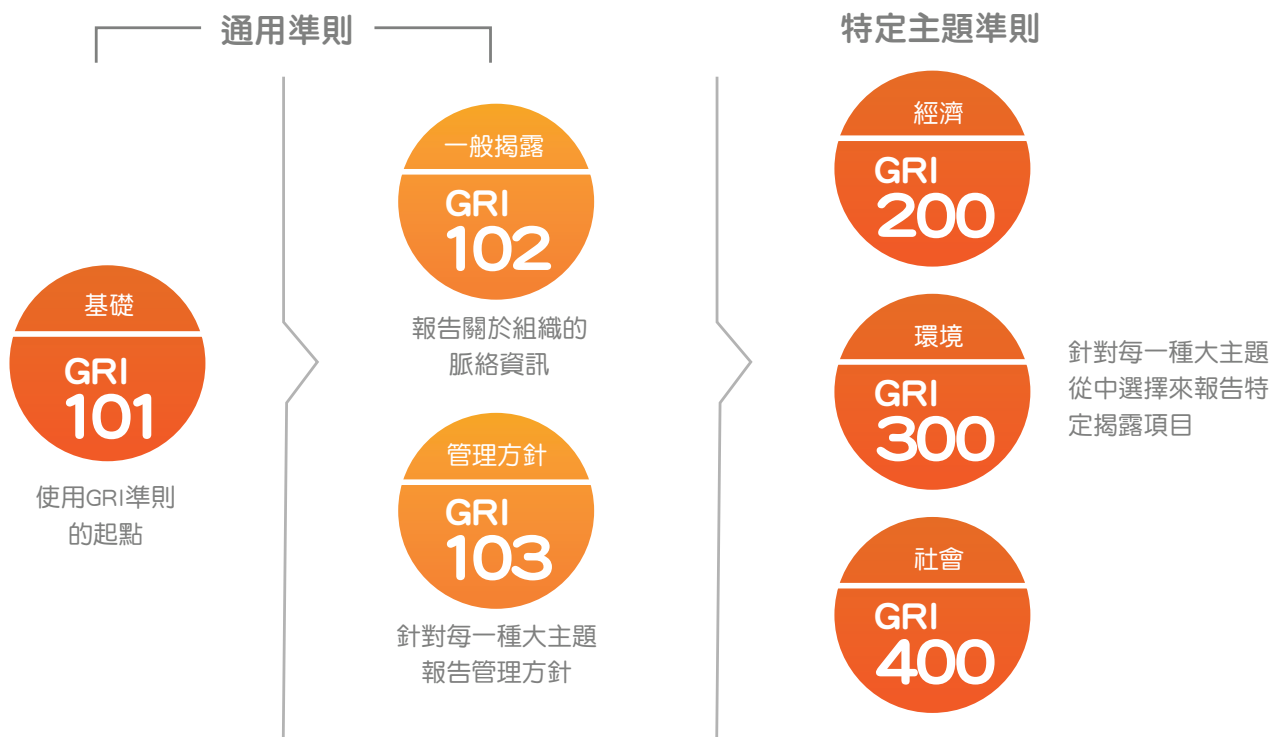 通用準則
特定主題準則
基礎
GRI
101
使用GRI準則
的起點
一般揭露
GRI
102
報告關於組織的
脈絡資訊
管理方針
GRI
103
針對每一種大主題
報告管理方針
經濟
GRI
200
環境
GRI
300
社會
GRI
400
針對每一種大主題
從中選擇來報告特
定揭露項目